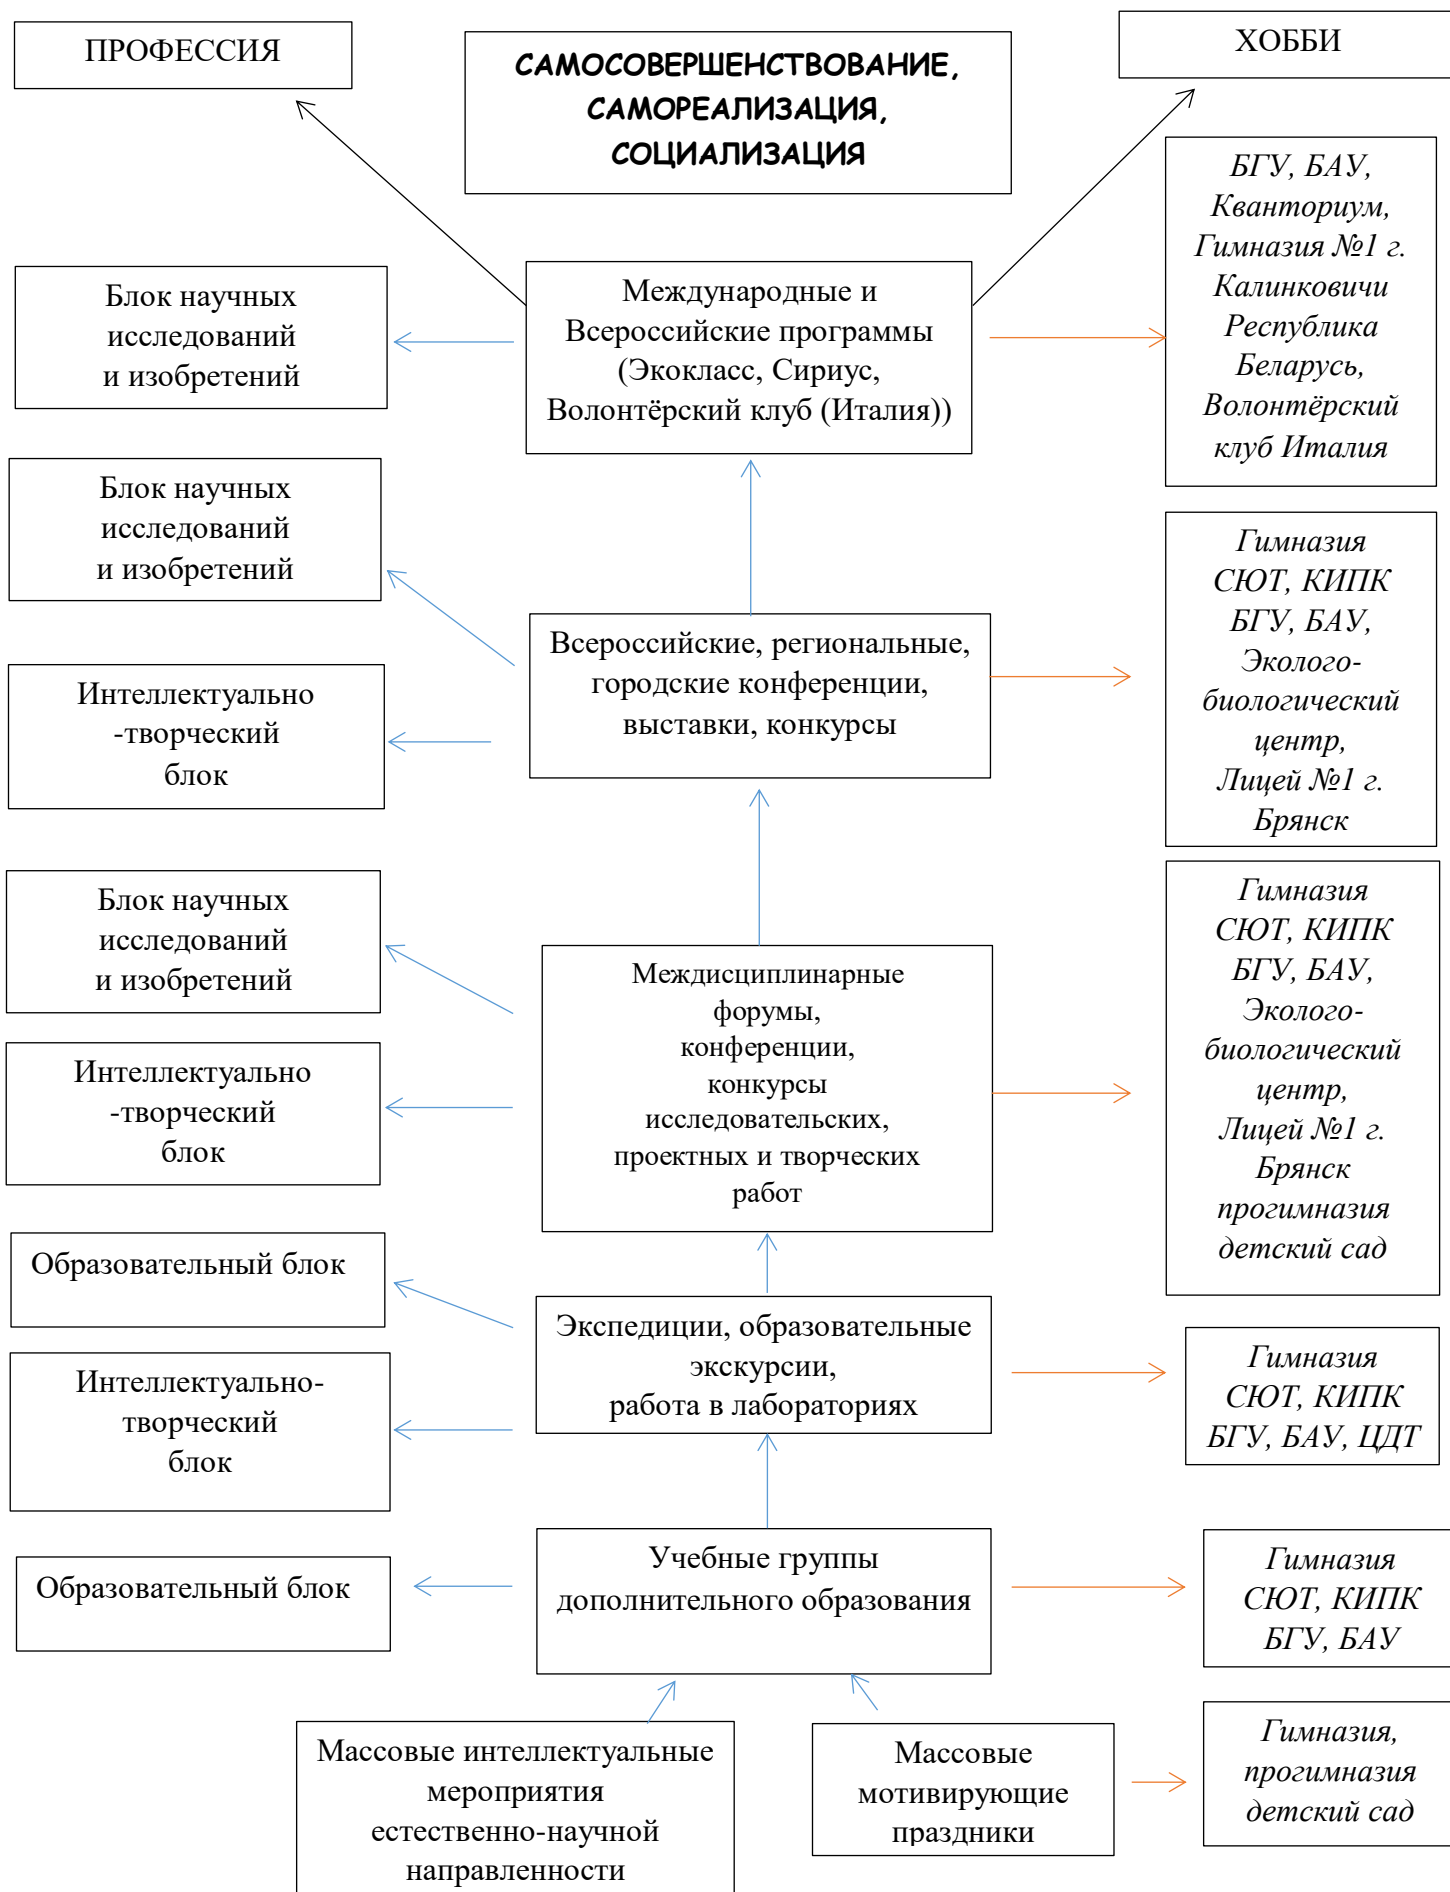 ПРОФЕССИЯ
САМОСОВЕРШЕНСТВОВАНИЕ,
САМОРЕАЛИЗАЦИЯ,
СОЦИАЛИЗАЦИЯ
ХОББИ
Блок научных
исследований
и изобретений
Международные и
Всероссийские программы
(Экокласс, Сириус,
Волонтёрский клуб (Италия))
БГУ, БАУ,
Кванториум,
Гимназия №1 г.
Калинковичи
Республика
Беларусь,
Волонтёрский
клуб Италия
Блок научных
исследований
и изобретений
Интеллектуально
-творческий
блок
Всероссийские, региональные,
городские конференции,
выставки, конкурсы
Гимназия
СЮТ, КИПК
БГУ, БАУ,
Эколого-
биологический
центр,
Лицей №1 г.
Брянск
Блок научных
исследований
и изобретений
Интеллектуально
-творческий
блок
Междисциплинарные
форумы,
конференции,
конкурсы
исследовательских,
проектных и творческих
работ
Гимназия
СЮТ, КИПК
БГУ, БАУ,
Эколого-
биологический
центр,
Лицей №1 г.
Брянск
прогимназия
детский сад
Образовательный блок
Интеллектуально-
творческий
блок
Экспедиции, образовательные
экскурсии,
работа в лабораториях
Гимназия
СЮТ, КИПК
БГУ, БАУ, ЦДТ
Образовательный блок
Учебные группы
дополнительного образования
Гимназия
СЮТ, КИПК
БГУ, БАУ
Массовые интеллектуальные
мероприятия
естественно-научной
направленности
Массовые
мотивирующие
праздники
Гимназия,
прогимназия
детский сад